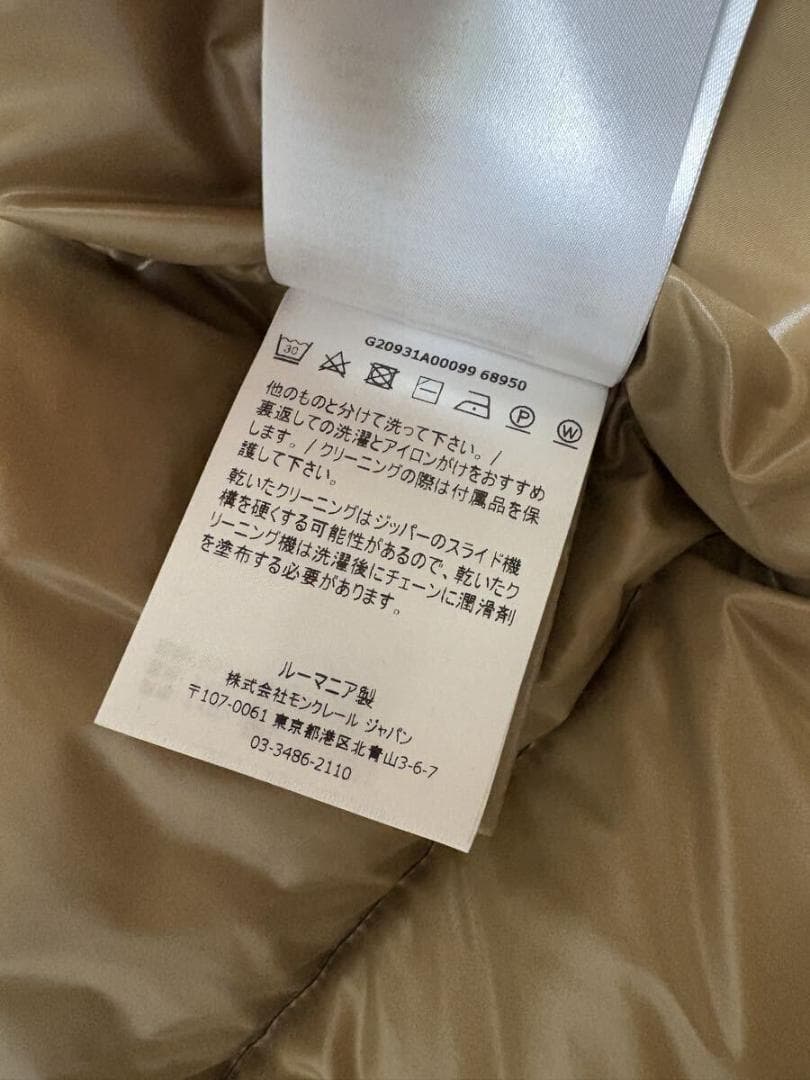 G20931A00099 68950
30
P
W
他のものと分けて洗って下さい。/
裏返しての洗濯とアイロンがけをおすすめ
します。/ クリーニングの際は付属品を保
護して下さい。
乾いたクリーニングはジッパーのスライド機
構を硬くする可能性があるので、乾いたク
リーニング機は洗濯後にチェーンに潤滑剤
を塗布する必要があります。
ルーマニア製
株式会社モンクレール ジャパン
〒107-0061 東京都港区北青山3-6-7
03-3486-2110